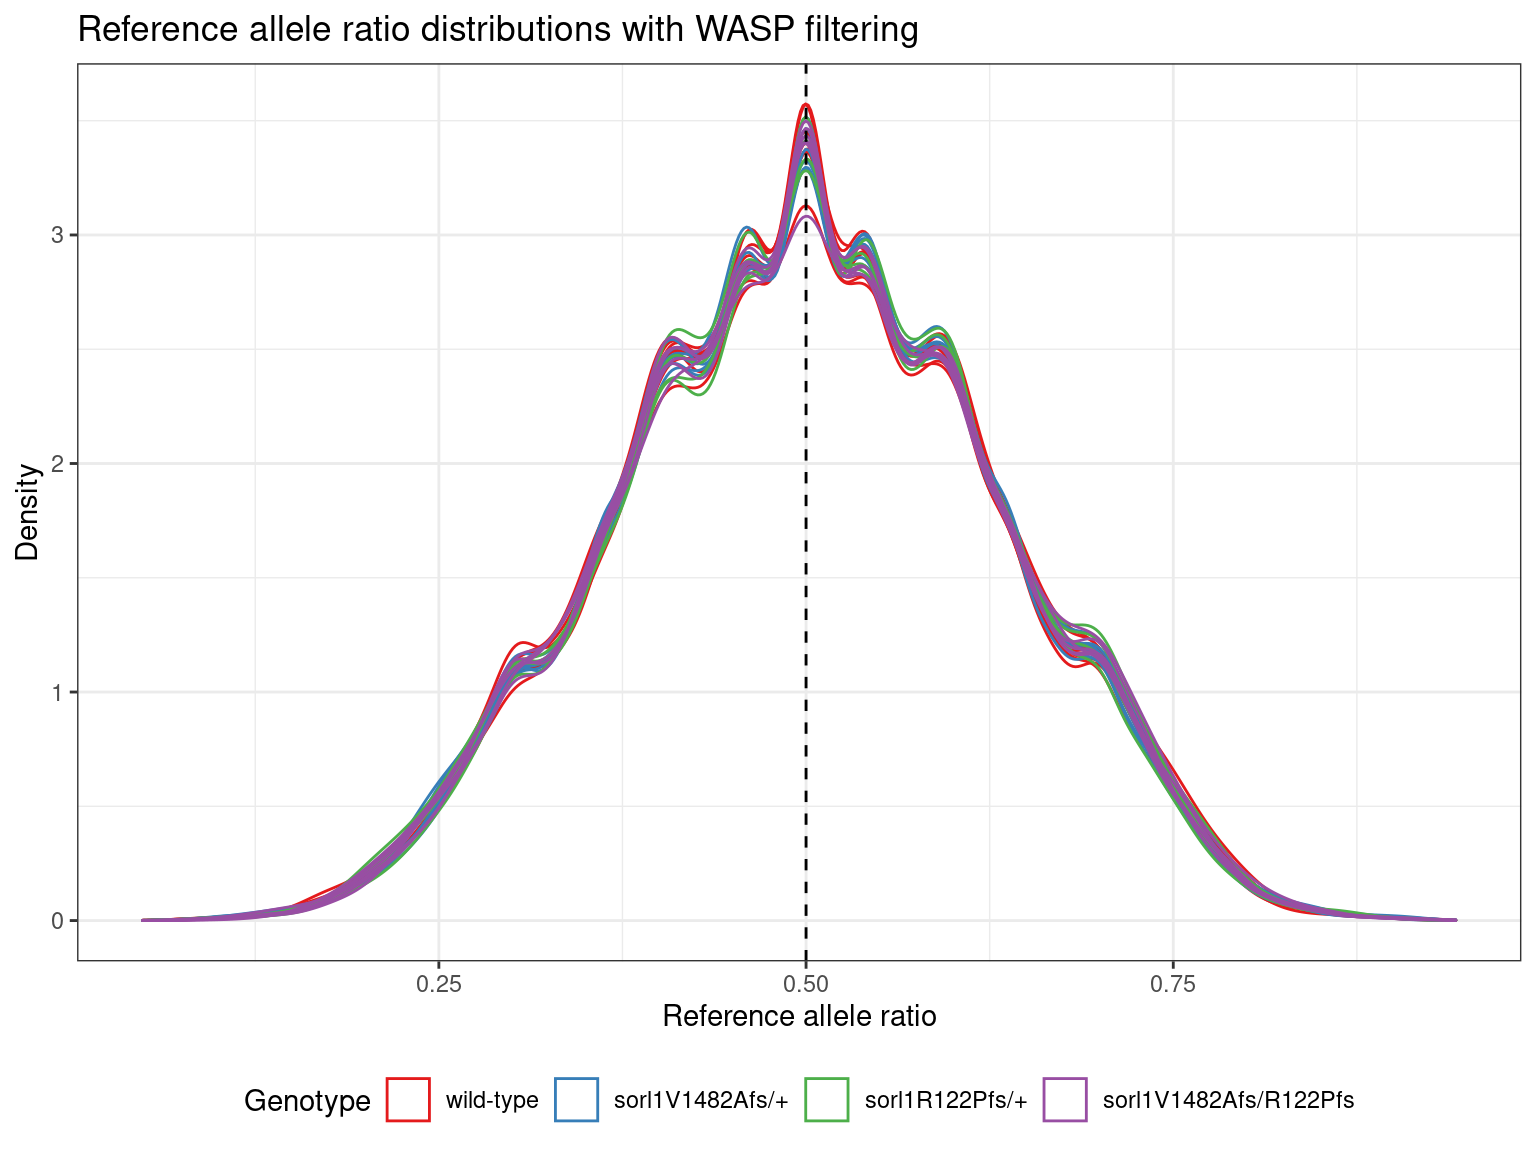 Reference allele ratio distributions with WASP filtering
Density
3
2
1
0
0.25 0.50 0.75
Reference allele ratio
Genotype wild-type sorl1V1482Afs/+ sorl1R122Pfs/+ sorl1V1482Afs/R122Pfs